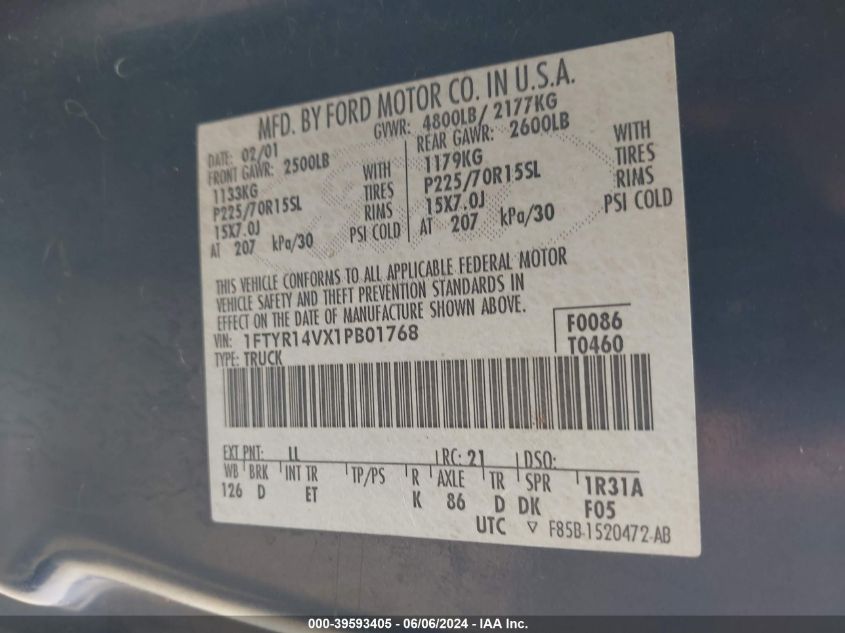 MFD. BY FORD MOTOR CO. IN U.S.A.
DATE: 02/01 GVWR: 4800LB/ 2177KG
FRONT GAWR: 2500LB REAR GAWR: 2600LB
1133KG WITH 1179KG WITH
P225/70R15SL TIRES P225/70R15SL TIRES
15X7.0J RIMS 15X7.0J RIMS
AT 207 kPa/30 PSI COLD AT 207 kPa/30 PSI COLD
THIS VEHICLE CONFORMS TO ALL APPLICABLE FEDERAL MOTOR
VEHICLE SAFETY AND THEFT PREVENTION STANDARDS IN
EFFECT ON THE DATE OF MANUFACTURE SHOWN ABOVE.
VIN: 1FTYR14VX1PB01768 F0086
TYPE: TRUCK T0460
EXT PNT: LL RC: 21 DSO:
WB BRK INT TR TP/PS R AXLE TR SPR 1R31A
126 D ET K 86 D DK F05
UTC ▽ F85B-1520472-AB
000-39593405 - 06/06/2024 - IAA Inc.